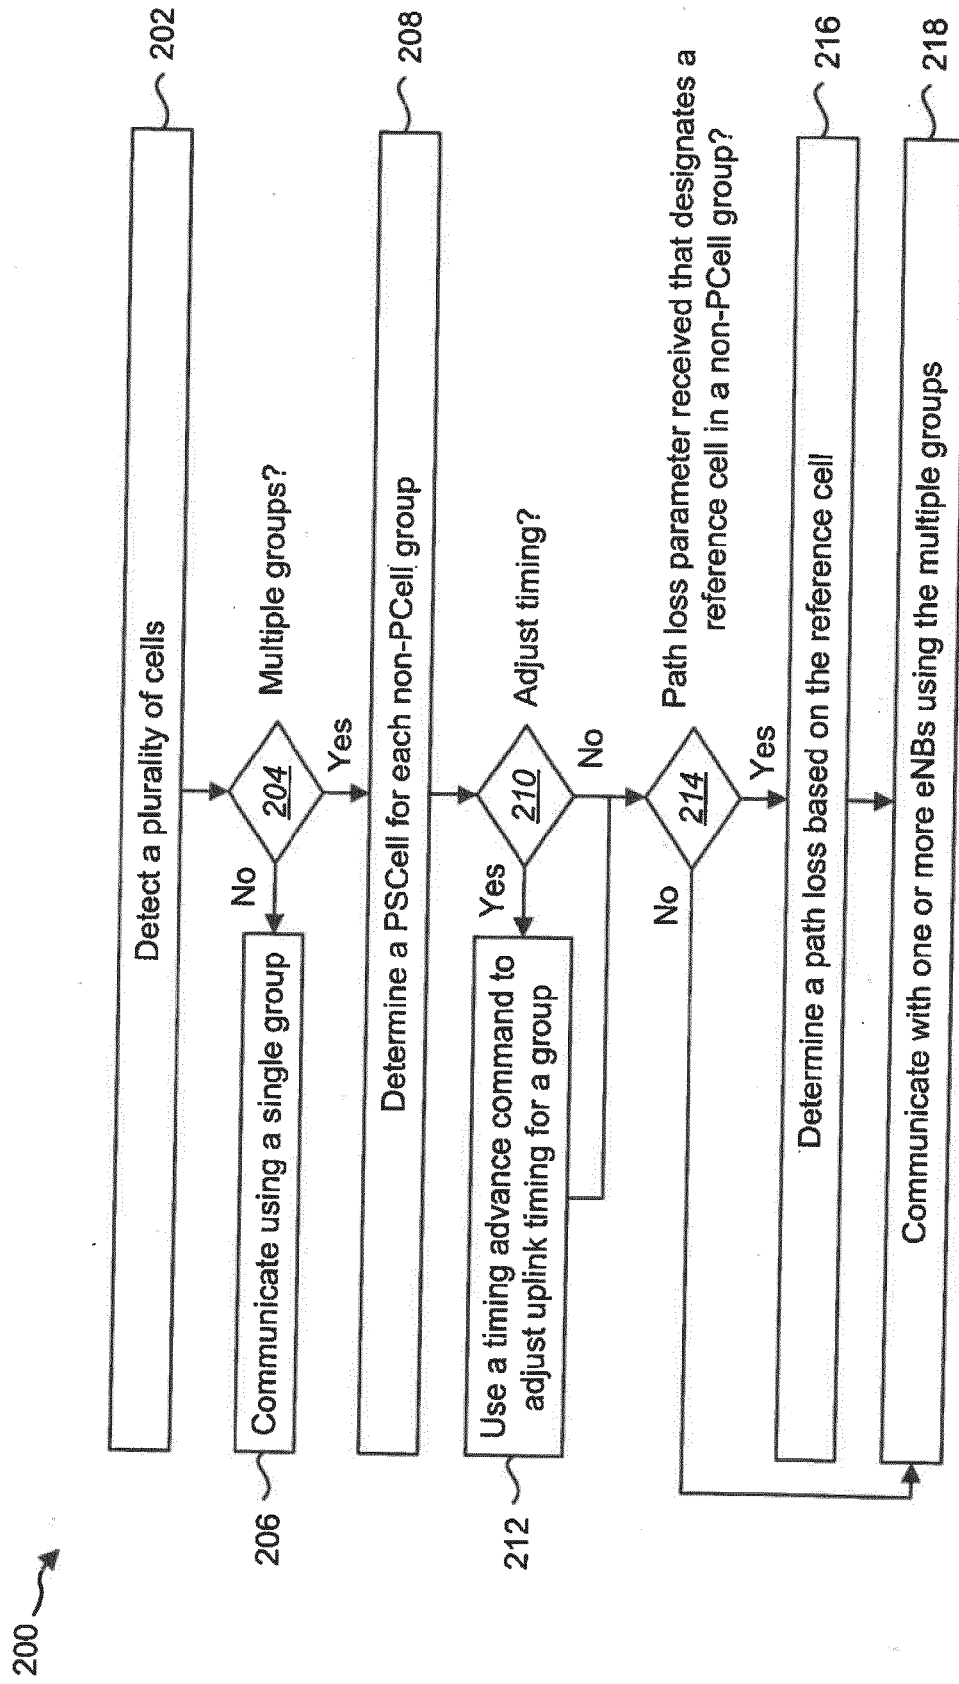 200
Detect a plurality of cells
202
204
Multiple groups?
No
Yes
Communicate using a single group
206
Determine a PSCell for each non-PCell group
208
210
Adjust timing?
Yes
No
Use a timing advance command to
adjust uplink timing for a group
212
214
Path loss parameter received that designates a
reference cell in a non-PCell group?
No
Yes
Determine a path loss based on the reference cell
216
Communicate with one or more eNBs using the multiple groups
218